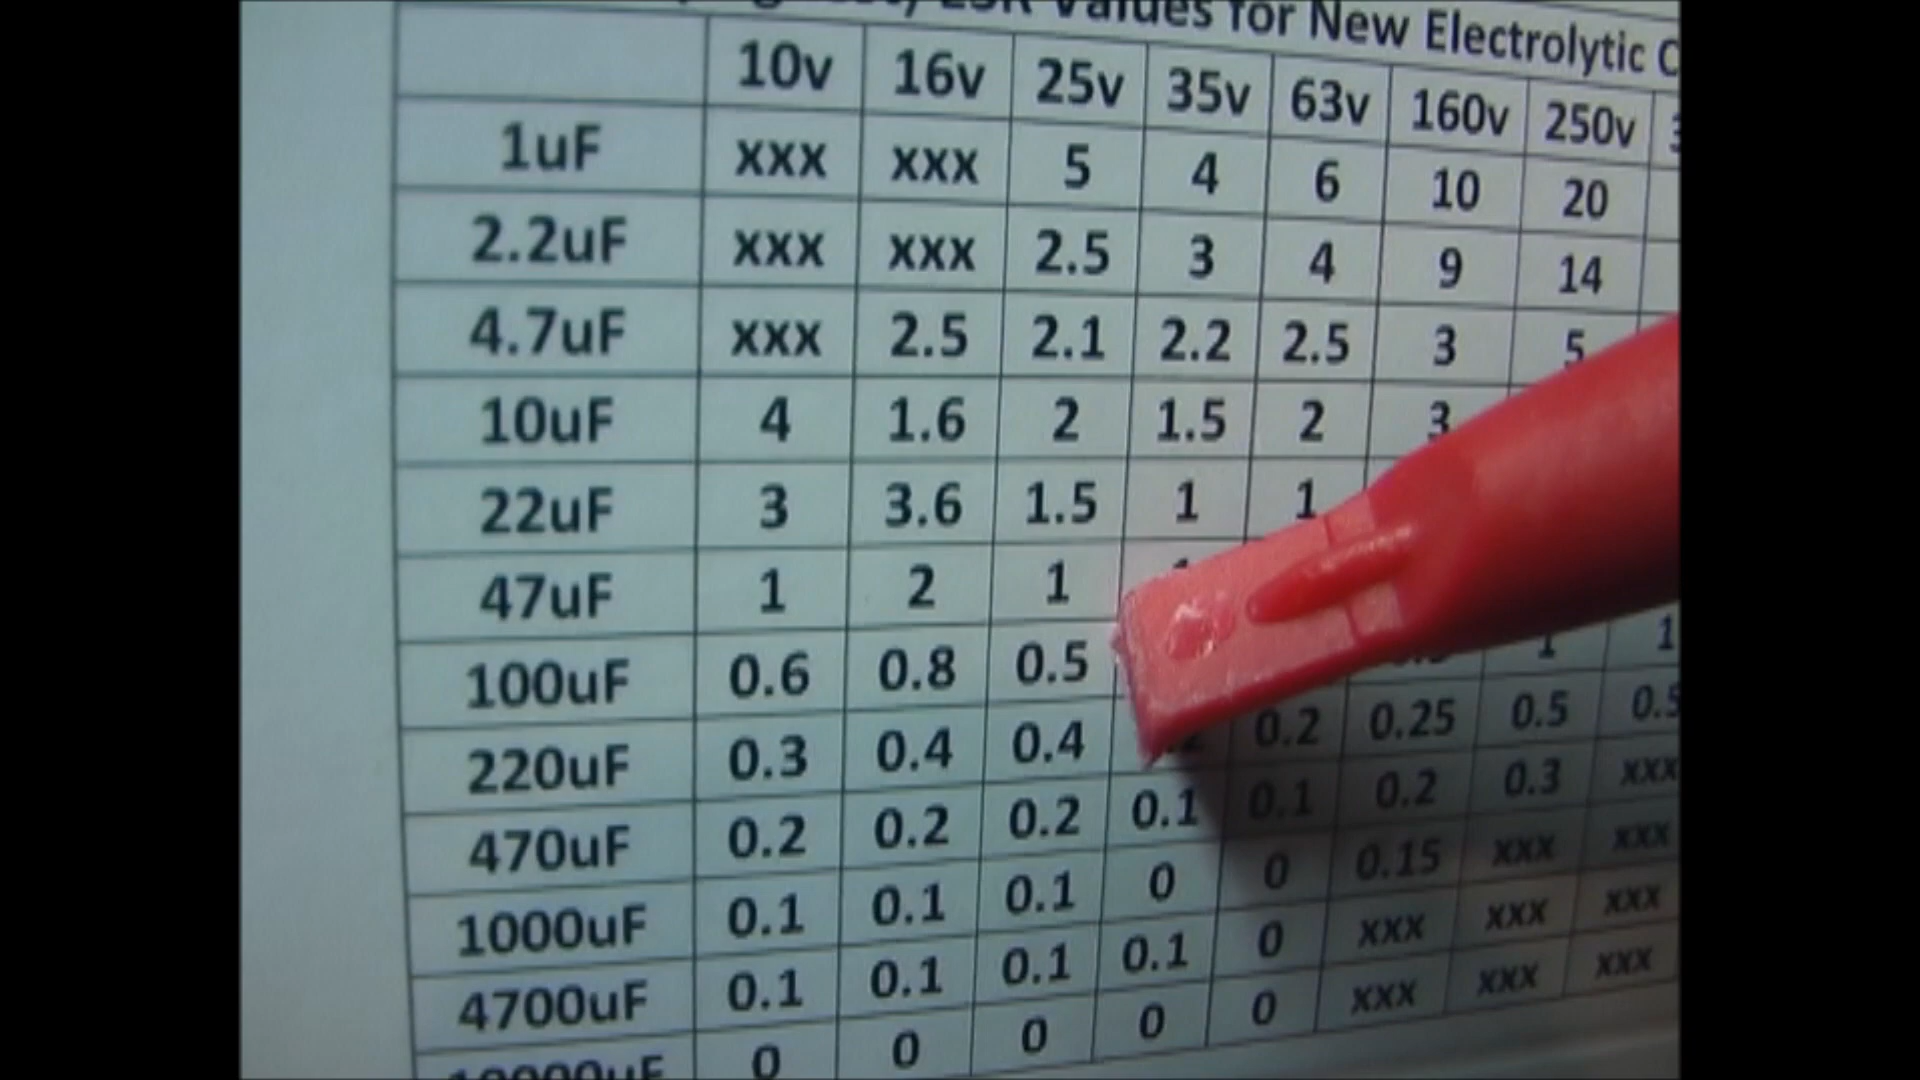 ESR Values for New Electrolytic
10v 16v 25v 35v 63v 160v 250v
1uF xxx xxx 5 4 6 10 20
2.2uF xxx xxx 2.5 3 4 9 14
4.7uF xxx 2.5 2.1 2.2 2.5 3 5
10uF 4 1.6 2 1.5 2 3
22uF 3 3.6 1.5 1 1
47uF 1 2 1
100uF 0.6 0.8 0.5 1 1
220uF 0.3 0.4 0.4 0.2 0.25 0.5 0.5
470uF 0.2 0.2 0.2 0.1 0.1 0.2 0.3 xxx
1000uF 0.1 0.1 0.1 0 0 0.15 xxx xxx
4700uF 0.1 0.1 0.1 0.1 0 xxx xxx xxx
10000uF 0 0 0 0 0 xxx xxx xxx